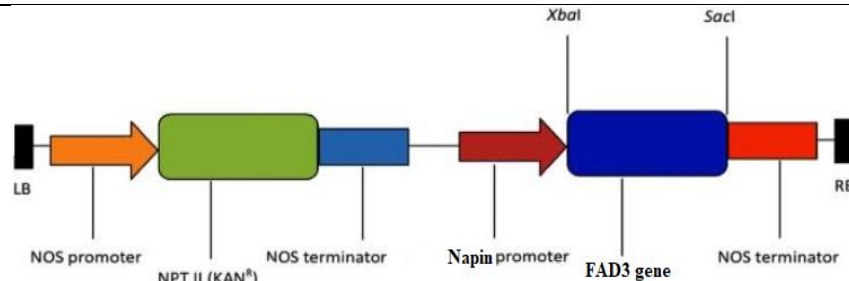 XbaI SacI
LB RB
NOS promoter NPT II (KANᴿ) NOS terminator Napin promoter FAD3 gene NOS terminator